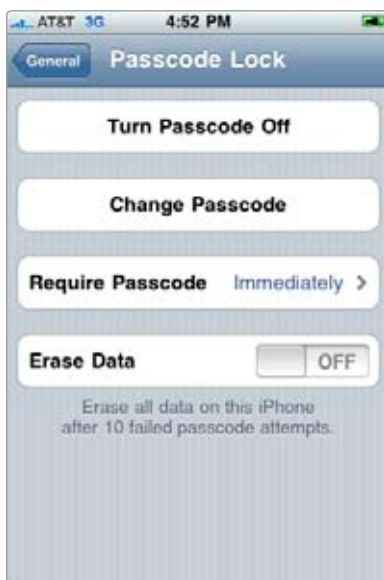 AT&T 3G 4:52 PM
General Passcode Lock
Turn Passcode Off
Change Passcode
Require Passcode Immediately
Erase Data OFF
Erase all data on this iPhone
after 10 failed passcode attempts.